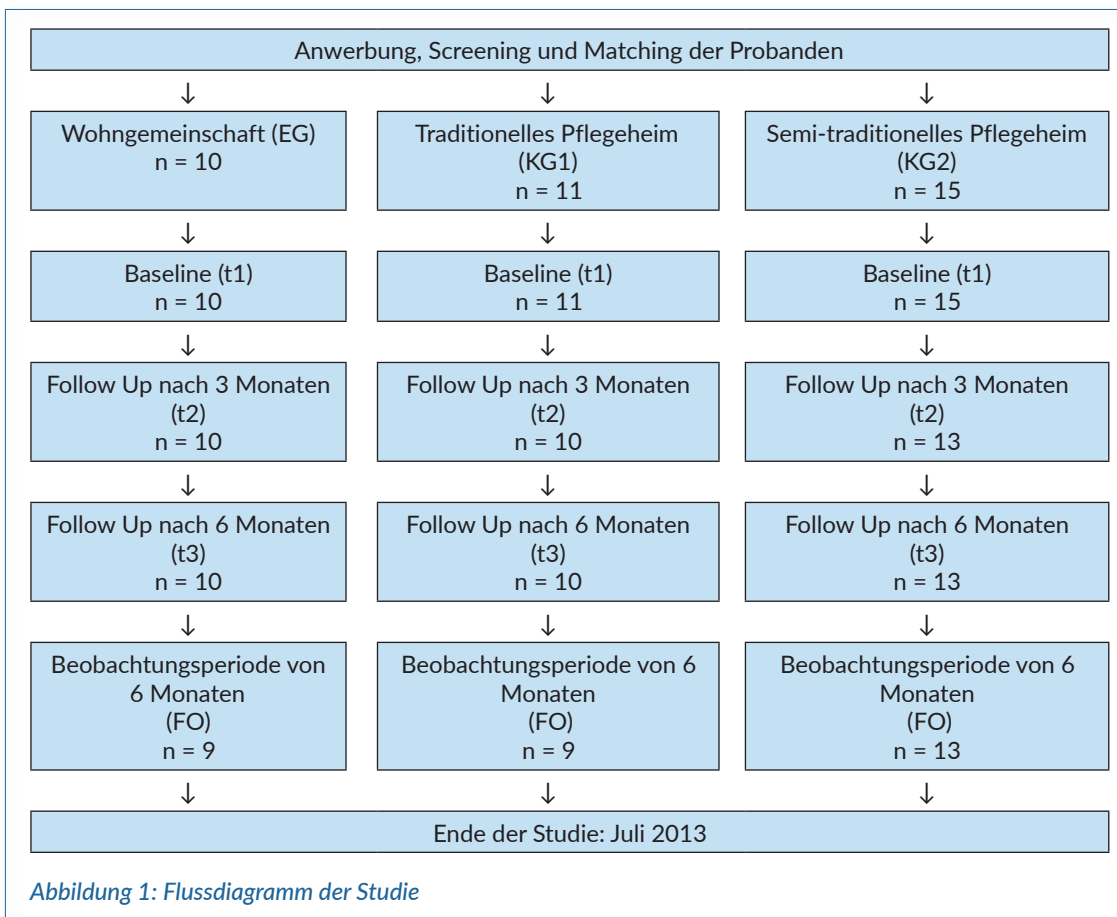 Anwerbung, Screening und Matching der Probanden
↓ ↓ ↓
Wohngemeinschaft (EG)
n = 10
Traditionelles Pflegeheim
(KG1)
n = 11
Semi-traditionelles Pflegeheim
(KG2)
n = 15
↓ ↓ ↓
Baseline (t1)
n = 10
Baseline (t1)
n = 11
Baseline (t1)
n = 15
↓ ↓ ↓
Follow Up nach 3 Monaten
(t2)
n = 10
Follow Up nach 3 Monaten
(t2)
n = 10
Follow Up nach 3 Monaten
(t2)
n = 13
↓ ↓ ↓
Follow Up nach 6 Monaten
(t3)
n = 10
Follow Up nach 6 Monaten
(t3)
n = 10
Follow Up nach 6 Monaten
(t3)
n = 13
↓ ↓ ↓
Beobachtungsperiode von
6 Monaten
(FO)
n = 9
Beobachtungsperiode von 6
Monaten
(FO)
n = 9
Beobachtungsperiode von 6
Monaten
(FO)
n = 13
↓ ↓ ↓
Ende der Studie: Juli 2013
Abbildung 1: Flussdiagramm der Studie